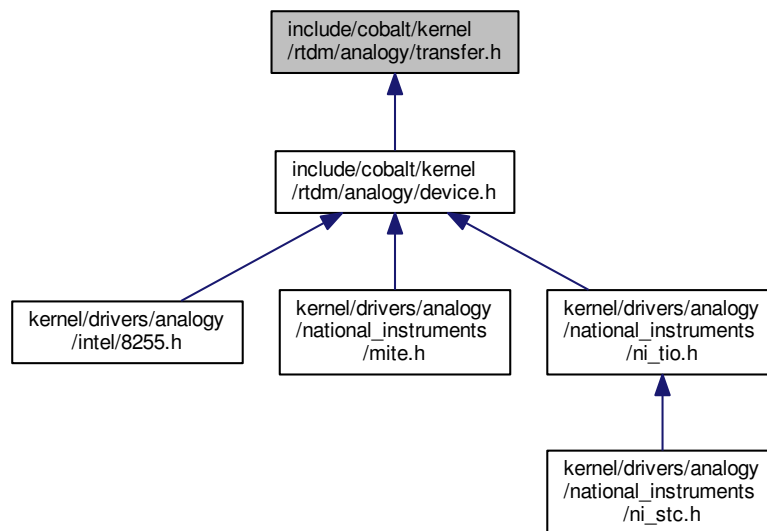 include/cobalt/kernel
/rtdm/analogy/transfer.h
include/cobalt/kernel
/rtdm/analogy/device.h
kernel/drivers/analogy
/intel/8255.h
kernel/drivers/analogy
/national_instruments
/mite.h
kernel/drivers/analogy
/national_instruments
/ni_tio.h
kernel/drivers/analogy
/national_instruments
/ni_stc.h